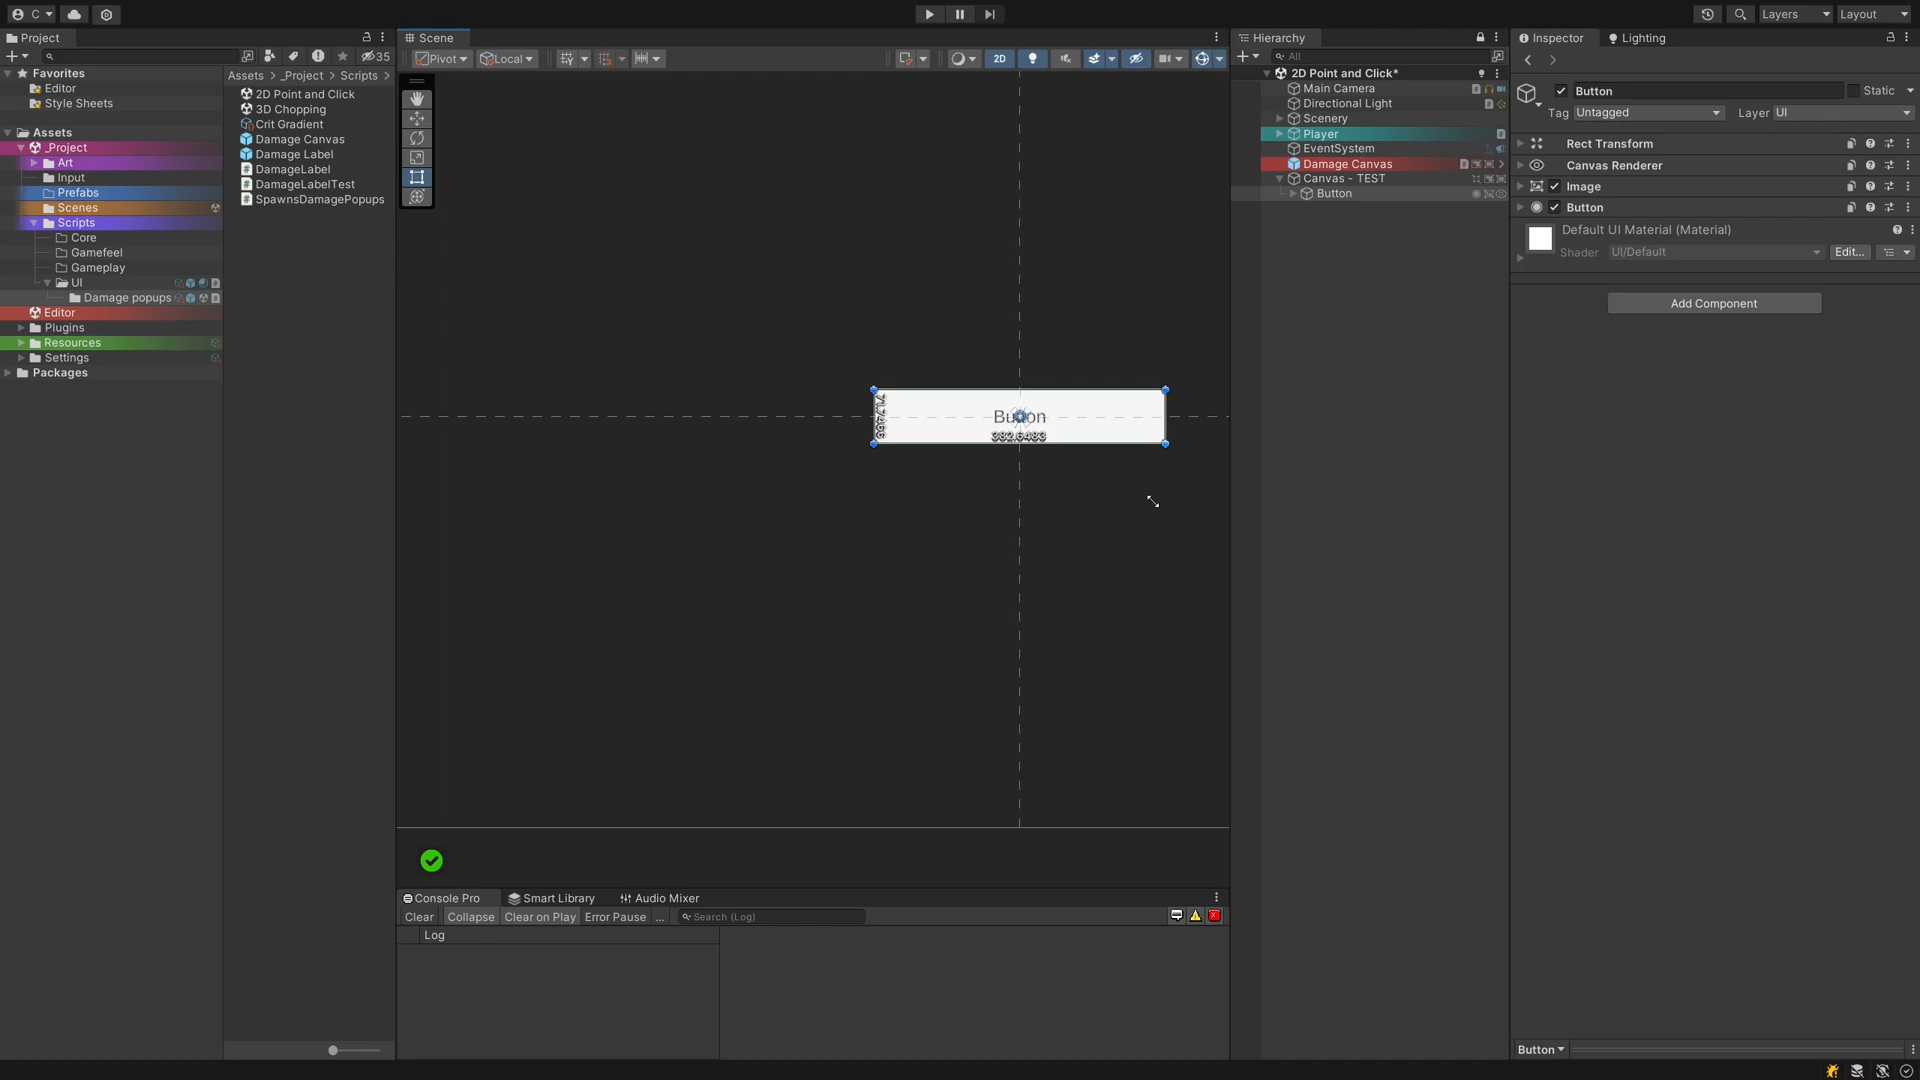 C
Layers
Layout
Project
35
Favorites
Editor
Style Sheets
Assets
_Project
Art
Input
Prefabs
Scenes
Scripts
Core
Gamefeel
Gameplay
UI
Damage popups
Editor
Plugins
Resources
Settings
Packages
Assets > _Project > Scripts >
2D Point and Click
3D Chopping
Crit Gradient
Damage Canvas
Damage Label
DamageLabel
DamageLabelTest
SpawnsDamagePopups
Scene
Pivot
Local
2D
Button
382.6483
Console Pro
Smart Library
Audio Mixer
Clear
Collapse
Clear on Play
Error Pause
...
Search (Log)
Log
Hierarchy
All
2D Point and Click*
Main Camera
Directional Light
Scenery
Player
EventSystem
Damage Canvas
Canvas - TEST
Button
Inspector
Lighting
Button
Static
Tag Untagged
Layer UI
Rect Transform
Canvas Renderer
Image
Button
Default UI Material (Material)
Shader UI/Default
Edit...
Add Component
Button